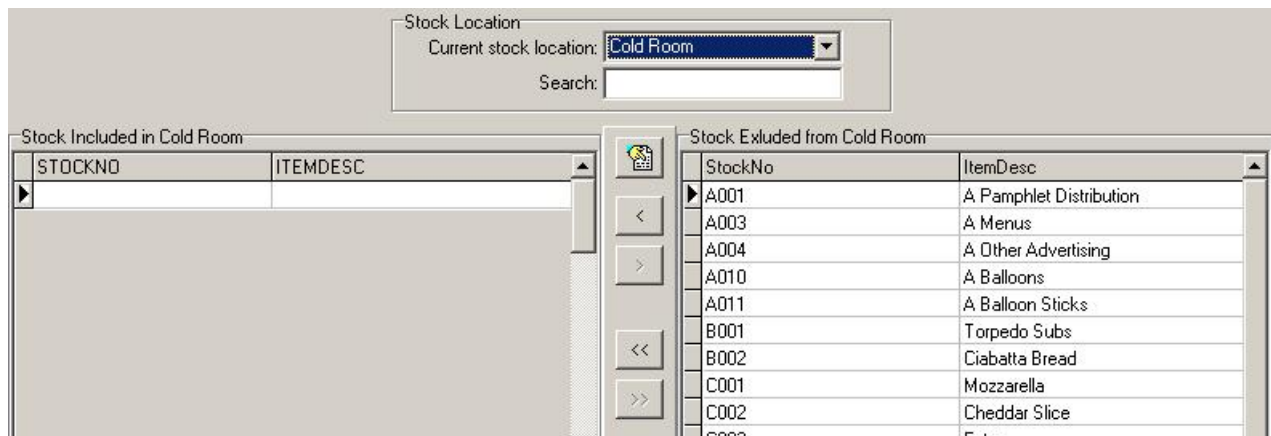 Stock Location
Current stock location: Cold Room
Search:
Stock Included in Cold Room
STOCKNO ITEMDESC
<
>
<<
>>
Stock Exluded from Cold Room
StockNo ItemDesc
A001 A Pamphlet Distribution
A003 A Menus
A004 A Other Advertising
A010 A Balloons
A011 A Balloon Sticks
B001 Torpedo Subs
B002 Ciabatta Bread
C001 Mozzarella
C002 Cheddar Slice